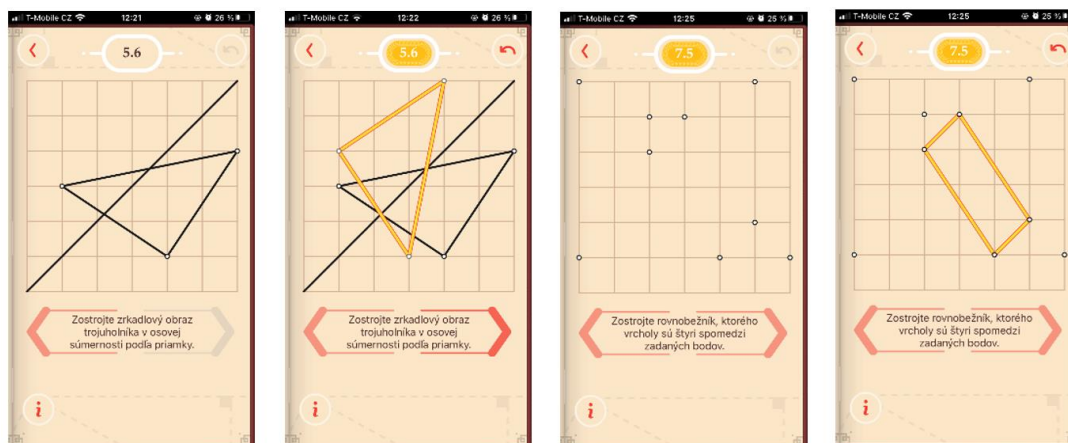 T-Mobile CZ 12:21 26 %
5.6
Zostrojte zrkadlový obraz
trojuholníka v osovej
súmernosti podľa priamky.
i
T-Mobile CZ 12:22 26 %
5.6
Zostrojte zrkadlový obraz
trojuholníka v osovej
súmernosti podľa priamky.
i
T-Mobile CZ 12:25 25 %
7.5
Zostrojte rovnobežník, ktorého
vrcholy sú štyri spomedzi
zadaných bodov.
i
T-Mobile CZ 12:25 25 %
7.5
Zostrojte rovnobežník, ktorého
vrcholy sú štyri spomedzi
zadaných bodov.
i